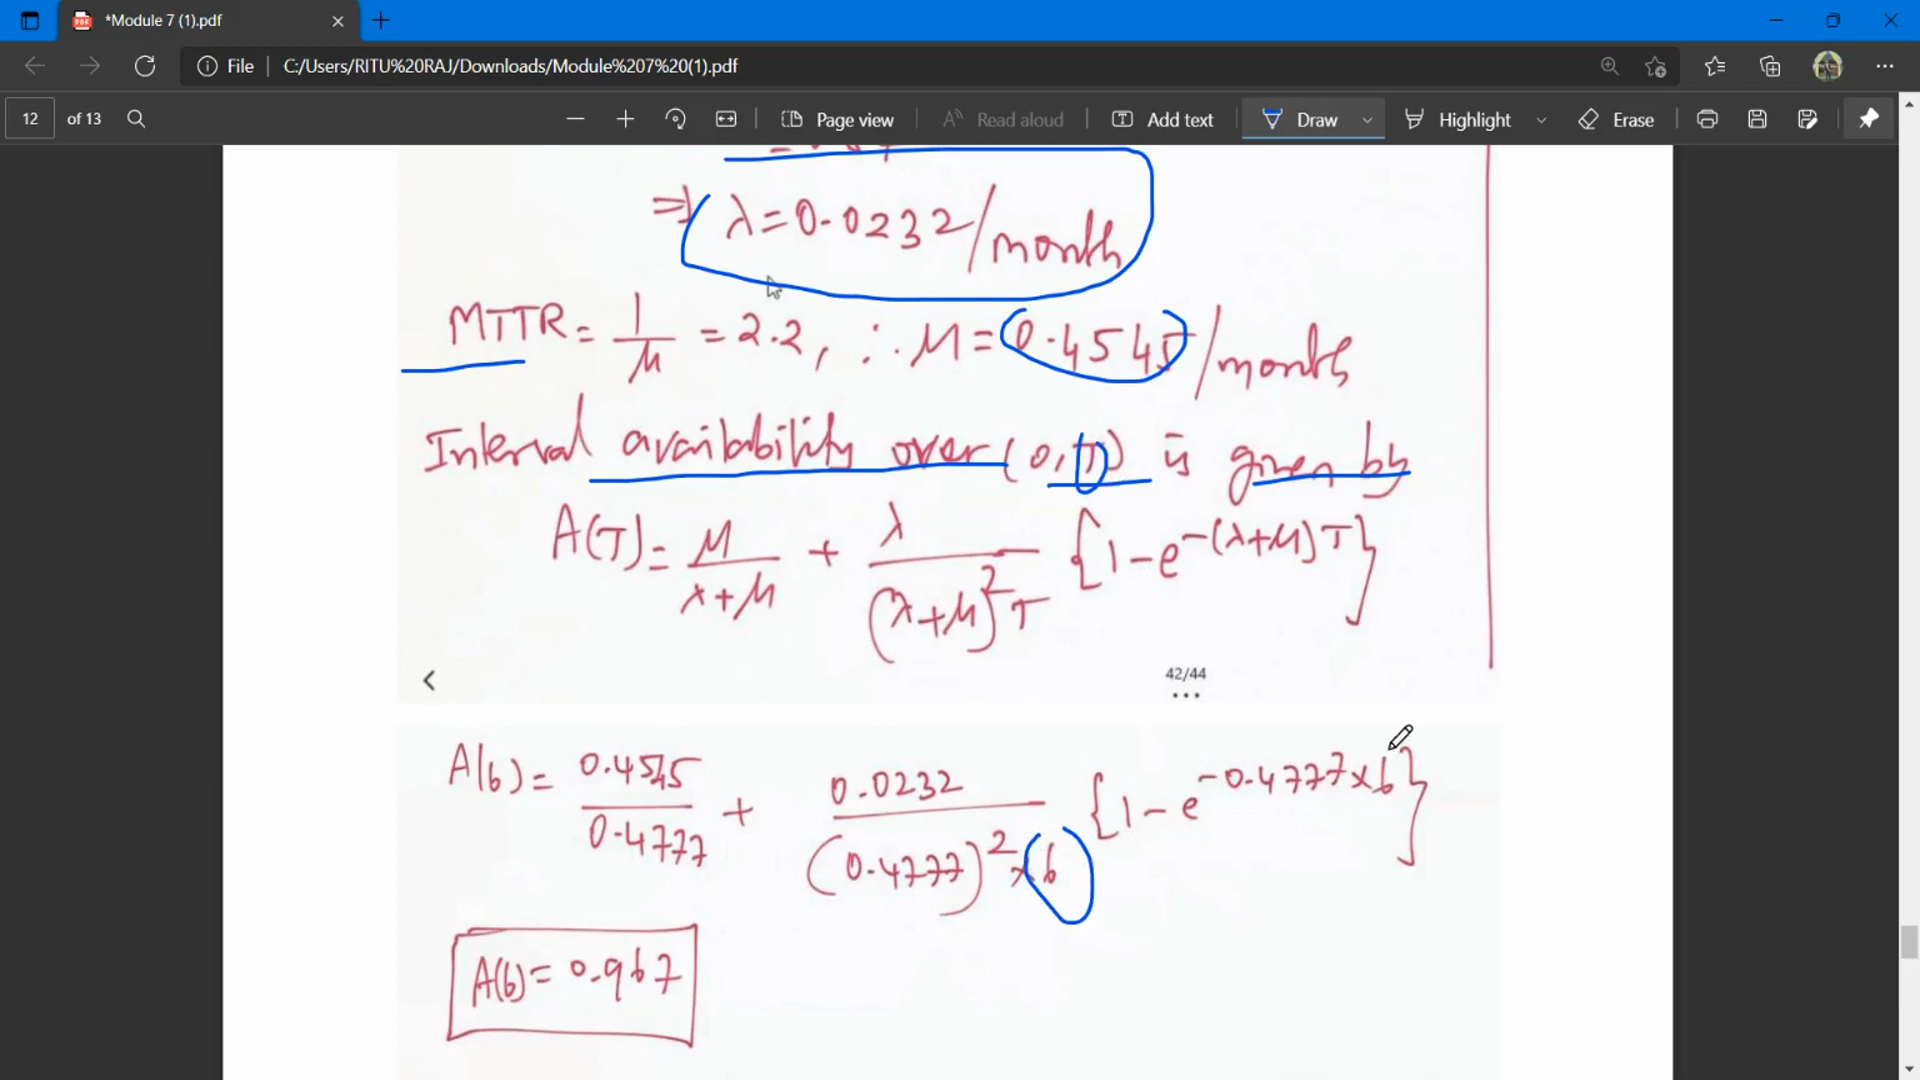 *Module 7 (1).pdf
File C:/Users/RITU%20RAJ/Downloads/Module%207%20(1).pdf
12 of 13 Page view Read aloud Add text Draw Highlight Erase
⇒ λ=0.0232/month
MTTR = 1/μ = 2.2, ∴ μ = 0.4545/month
Interval availability over (0,T) is given by
A(T) = μ/(λ+μ) + λ/((λ+μ)²T) {1-e^-(λ+μ)T}
42/44
A(6) = 0.4545/0.4777 + 0.0232/((0.4777)²×6) {1-e^-0.4777×6}
A(6) = 0.967